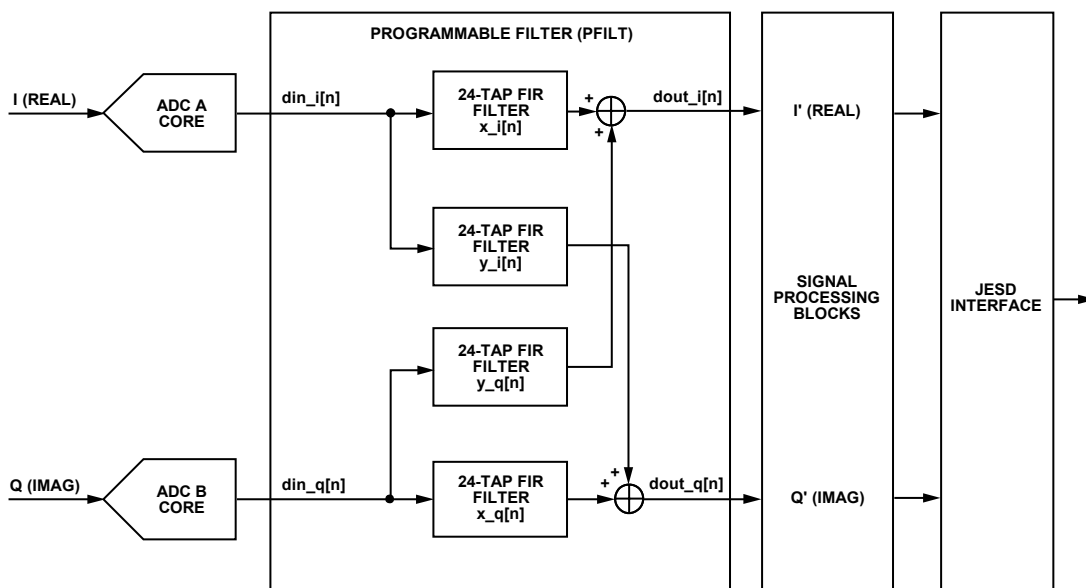 PROGRAMMABLE FILTER (PFILT)
I (REAL)
ADC A
CORE
din_i[n]
24-TAP FIR
FILTER
x_i[n]
+
+
dout_i[n]
I' (REAL)
24-TAP FIR
FILTER
y_i[n]
SIGNAL
PROCESSING
BLOCKS
JESD
INTERFACE
24-TAP FIR
FILTER
y_q[n]
Q (IMAG)
ADC B
CORE
din_q[n]
24-TAP FIR
FILTER
x_q[n]
+
+
dout_q[n]
Q' (IMAG)